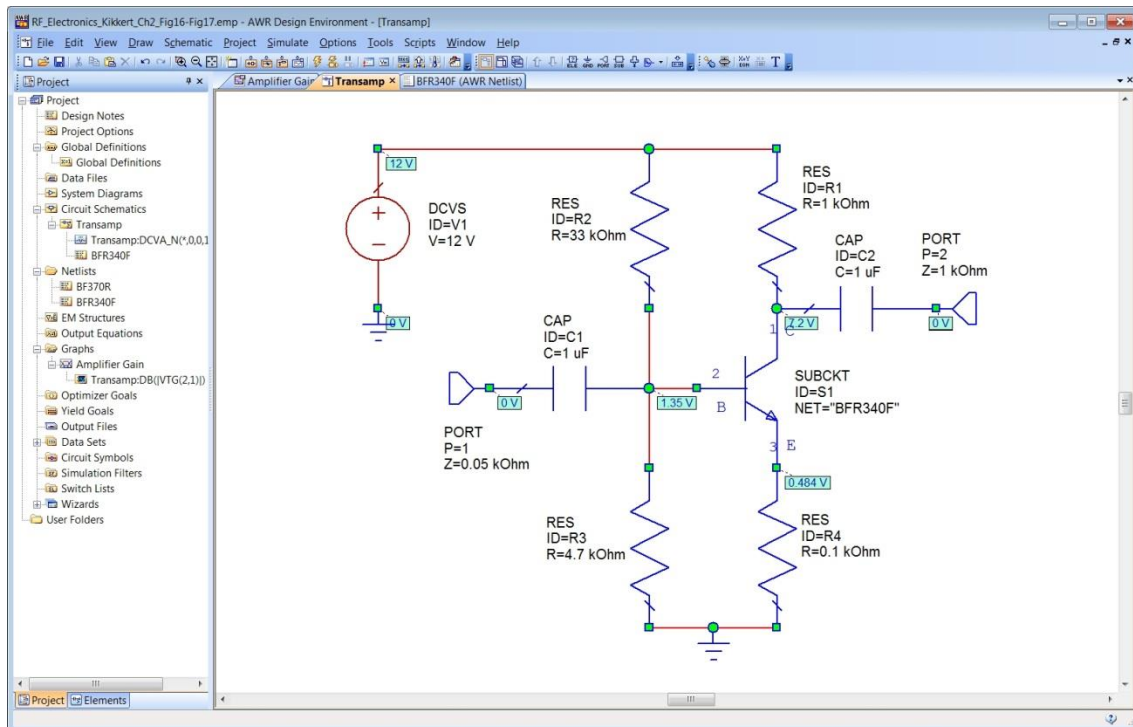 RF_Electronics_Kikkert_Ch2_Fig16-Fig17.emp - AWR Design Environment - [Transamp]
File Edit View Draw Schematic Project Simulate Options Tools Scripts Window Help
Project
Amplifier Gain
Transamp
BFR340F (AWR Netlist)
Project
Design Notes
Project Options
Global Definitions
Global Definitions
Data Files
System Diagrams
Circuit Schematics
Transamp
Transamp:DCVA_N(*,0,0,1
BFR340F
Netlists
BF370R
BFR340F
EM Structures
Output Equations
Graphs
Amplifier Gain
Transamp:DB(|VTG(2,1)|)
Optimizer Goals
Yield Goals
Output Files
Data Sets
Circuit Symbols
Simulation Filters
Switch Lists
Wizards
User Folders
Project
Elements
12 V
DCVS
ID=V1
V=12 V
0 V
RES
ID=R2
R=33 kOhm
RES
ID=R1
R=1 kOhm
CAP
ID=C2
C=1 uF
PORT
P=2
Z=1 kOhm
7.2 V
0 V
1
C
CAP
ID=C1
C=1 uF
0 V
PORT
P=1
Z=0.05 kOhm
1.35 V
2
B
SUBCKT
ID=S1
NET="BFR340F"
3
E
0.484 V
RES
ID=R3
R=4.7 kOhm
RES
ID=R4
R=0.1 kOhm